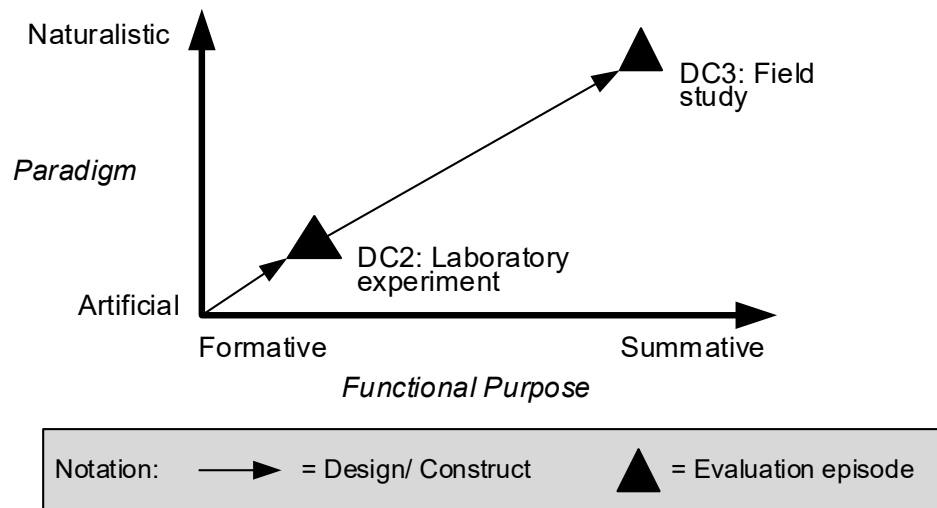 Naturalistic
DC3: Field
study
Paradigm
DC2: Laboratory
experiment
Artificial
Formative
Summative
Functional Purpose
Notation:
= Design/ Construct
= Evaluation episode